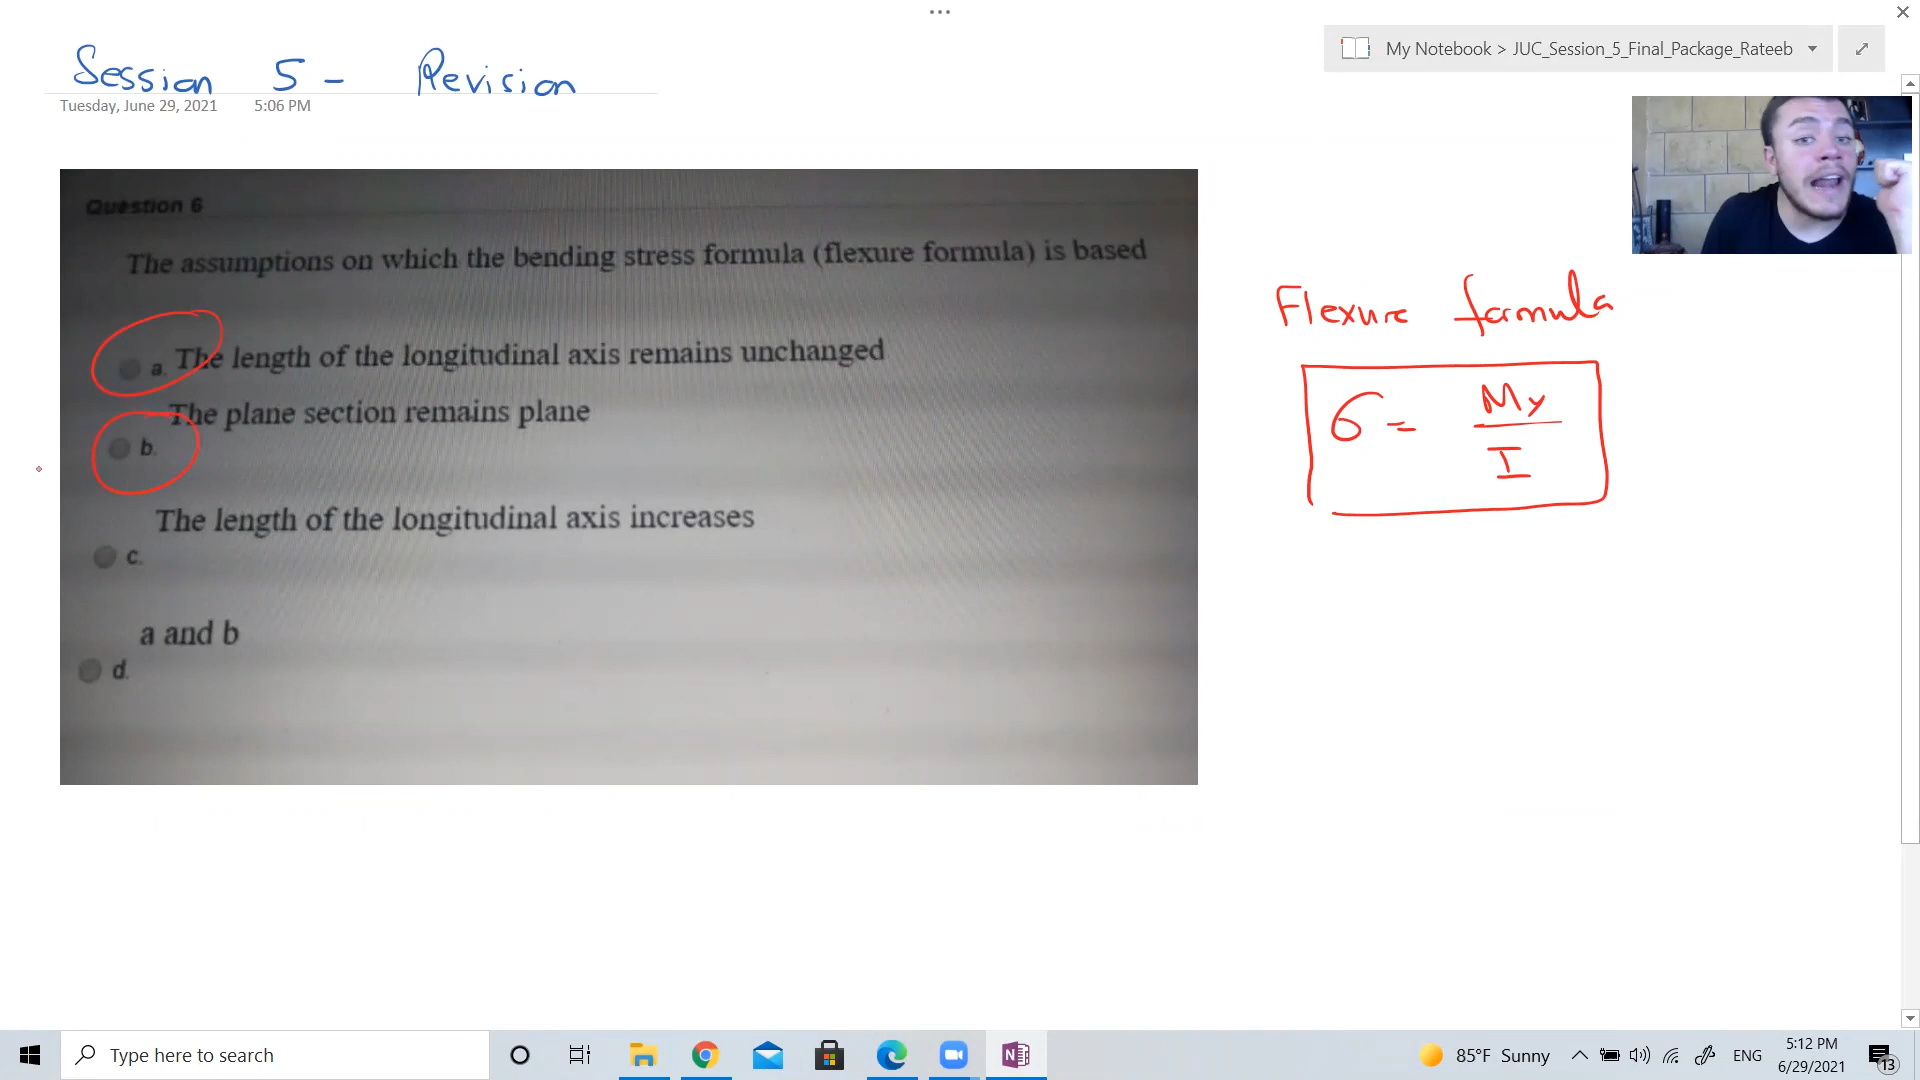 Session 5 - Revision
Tuesday, June 29, 2021 5:06 PM
My Notebook > JUC_Session_5_Final_Package_Rateeb
Question 6
The assumptions on which the bending stress formula (flexure formula) is based
a. The length of the longitudinal axis remains unchanged
The plane section remains plane
b.
The length of the longitudinal axis increases
c.
a and b
d.
Flexure formula
σ = My
I
Type here to search
85°F Sunny
ENG
5:12 PM
6/29/2021
13